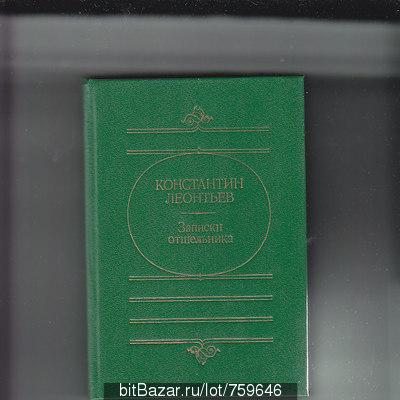 КОНСТАНТИН
ЛЕОНТЬЕВ
Записки
отшельника
bitBazar.ru/lot/759646